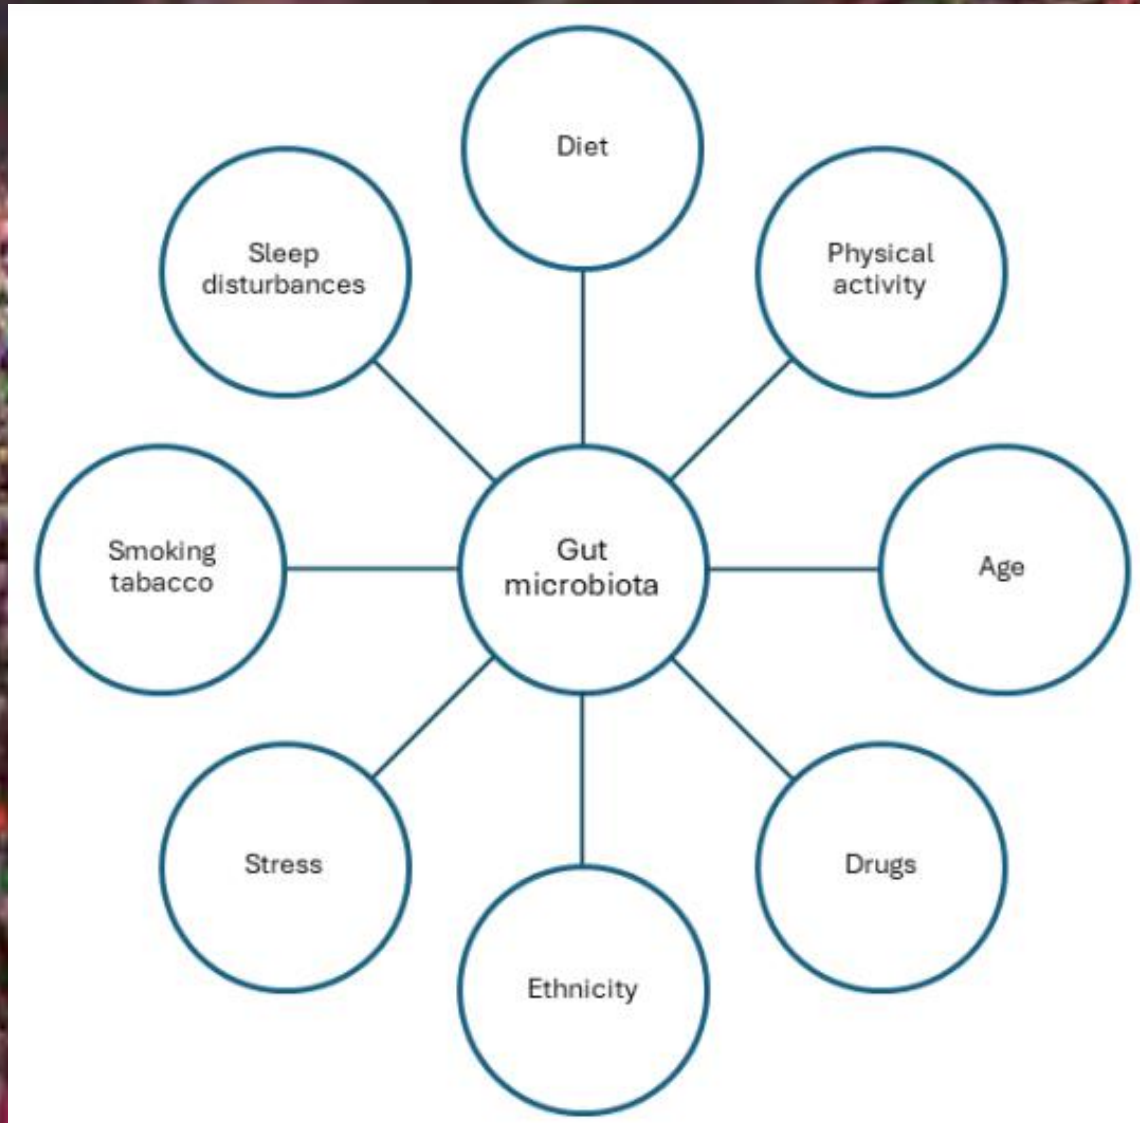 Diet
Sleep
disturbances
Physical
activity
Smoking
tabacco
Gut
microbiota
Age
Stress
Drugs
Ethnicity